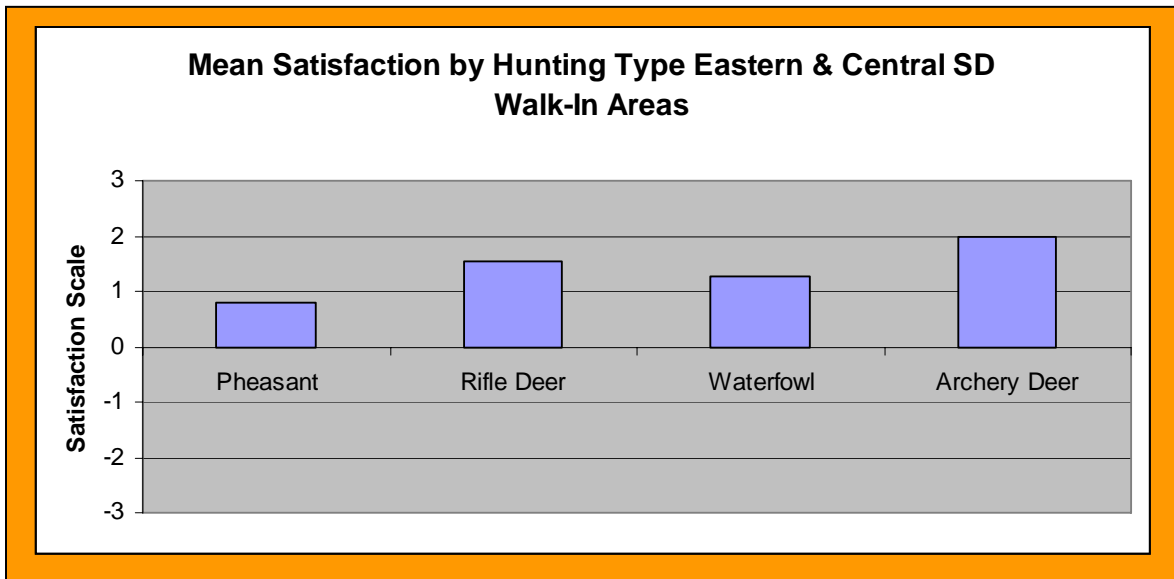 Mean Satisfaction by Hunting Type Eastern & Central SD
Walk-In Areas
Satisfaction Scale
3
2
1
0
-1
-2
-3
Pheasant
Rifle Deer
Waterfowl
Archery Deer